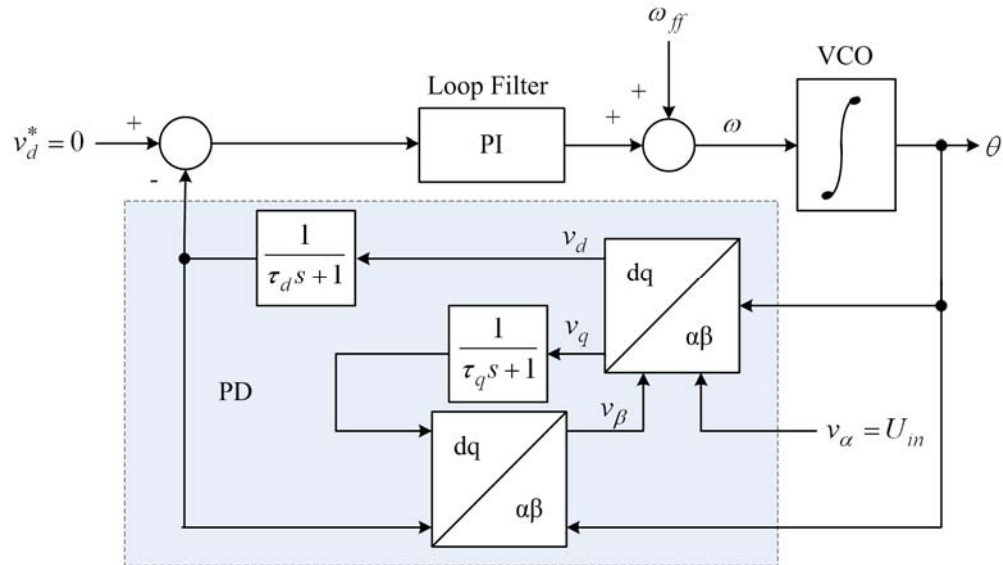 ω_ff
VCO
Loop Filter
+
v_d^* = 0
+
+
PI
ω
θ
-
1
τ_d s + 1
v_d
dq
αβ
1
τ_q s + 1
v_q
PD
v_β
v_α = U_in
dq
αβ